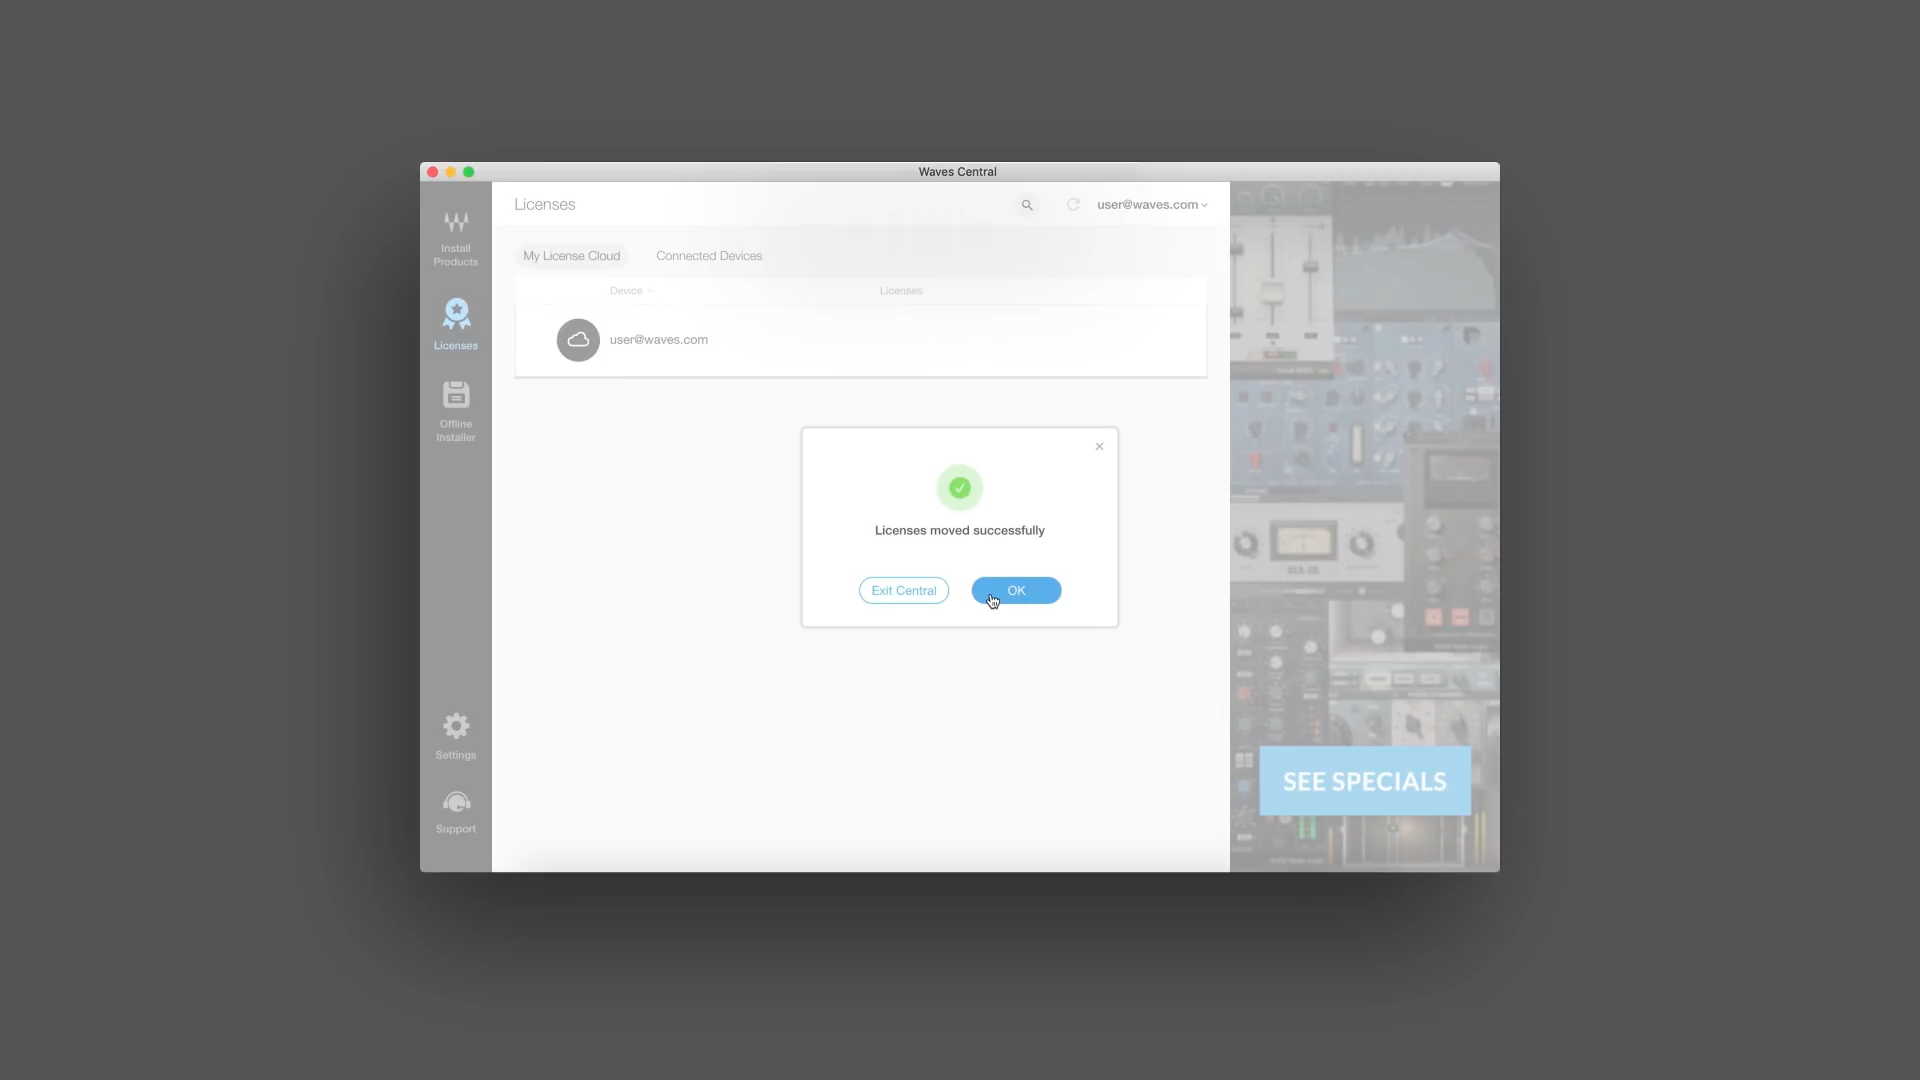 Waves Central
Install
Products
Licenses
Offline
Installer
Settings
Support
Licenses
user@waves.com
My License Cloud
Connected Devices
Device
Licenses
user@waves.com
Licenses moved successfully
Exit Central
OK
SEE SPECIALS